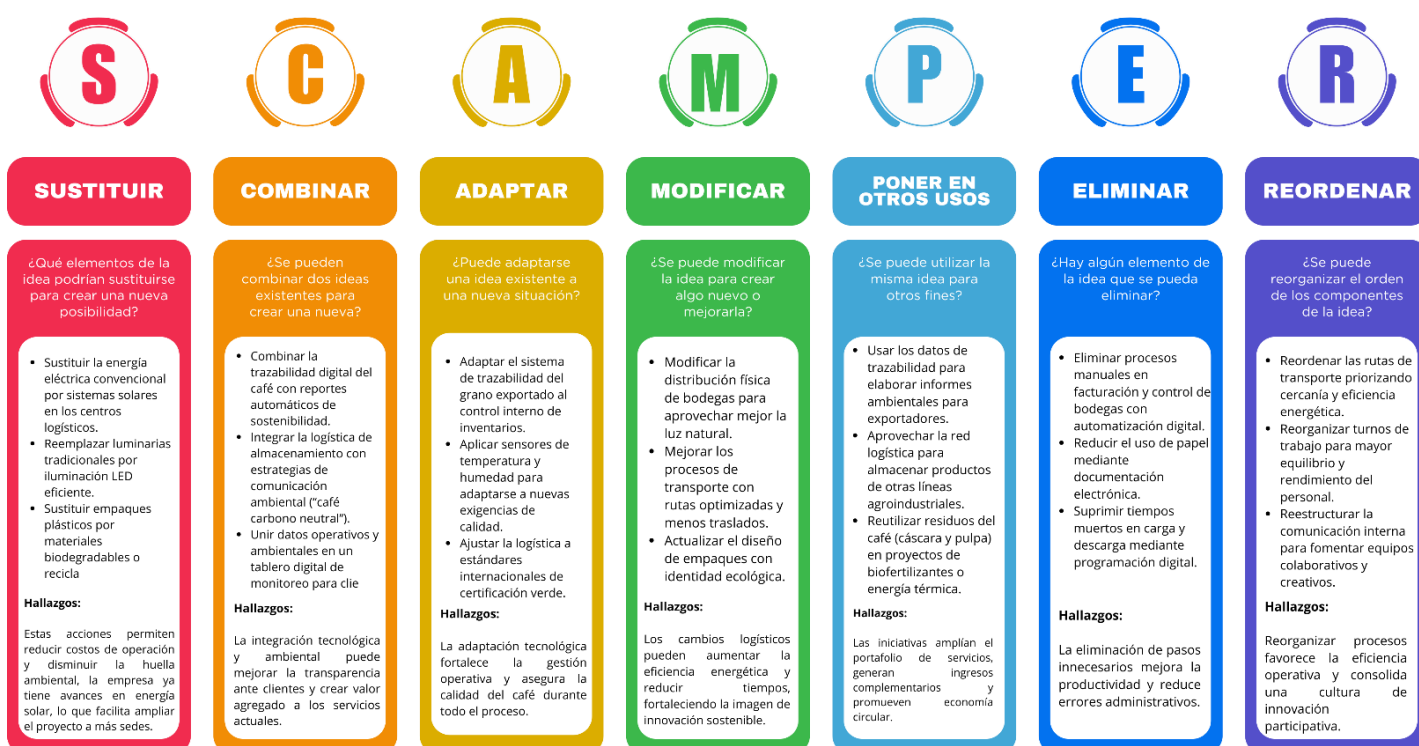 S
C
A
M
P
E
R
SUSTITUIR
COMBINAR
ADAPTAR
MODIFICAR
PONER EN
OTROS USOS
ELIMINAR
REORDENAR
¿Qué elementos de la
idea podrían sustituirse
para crear una nueva
posibilidad?
• Sustituir la energía
eléctrica convencional
por sistemas solares
en los centros
logísticos.
• Reemplazar luminarias
tradicionales por
iluminación LED
eficiente.
• Sustituir empaques
plásticos por
materiales
biodegradables o
recicla
Hallazgos:
Estas acciones permiten
reducir costos de operación
y disminuir la huella
ambiental, la empresa ya
tiene avances en energía
solar, lo que facilita ampliar
el proyecto a más sedes.
¿Se pueden
combinar dos ideas
existentes para
crear una nueva?
• Combinar la
trazabilidad digital del
café con reportes
automáticos de
sostenibilidad.
• Integrar la logística de
almacenamiento con
estrategias de
comunicación
ambiental (“café
carbono neutral”).
• Unir datos operativos y
ambientales en un
tablero digital de
monitoreo para clie
Hallazgos:
La integración tecnológica
y ambiental puede
mejorar la transparencia
ante clientes y crear valor
agregado a los servicios
actuales.
¿Puede adaptarse
una idea existente a
una nueva situación?
• Adaptar el sistema
de trazabilidad del
grano exportado al
control interno de
inventarios.
• Aplicar sensores de
temperatura y
humedad para
adaptarse a nuevas
exigencias de
calidad.
• Ajustar la logística a
estándares
internacionales de
certificación verde.
Hallazgos:
La adaptación tecnológica
fortalece la gestión
operativa y asegura la
calidad del café durante
todo el proceso.
¿Se puede modificar
la idea para crear
algo nuevo o
mejorarla?
• Modificar la
distribución física
de bodegas para
aprovechar mejor la
luz natural.
• Mejorar los
procesos de
transporte con
rutas optimizadas y
menos traslados.
• Actualizar el diseño
de empaques con
identidad ecológica.
Hallazgos:
Los cambios logísticos
pueden aumentar la
eficiencia energética y
reducir tiempos,
fortaleciendo la imagen de
innovación sostenible.
¿Se puede utilizar la
misma idea para
otros fines?
• Usar los datos de
trazabilidad para
elaborar informes
ambientales para
exportadores.
• Aprovechar la red
logística para
almacenar productos
de otras líneas
agroindustriales.
• Reutilizar residuos del
café (cáscara y pulpa)
en proyectos de
biofertilizantes o
energía térmica.
Hallazgos:
Las iniciativas amplían el
portafolio de servicios,
generan ingresos
complementarios y
promueven economía
circular.
¿Hay algún elemento de
la idea que se pueda
eliminar?
• Eliminar procesos
manuales en
facturación y control de
bodegas con
automatización digital.
• Reducir el uso de papel
mediante
documentación
electrónica.
• Suprimir tiempos
muertos en carga y
descarga mediante
programación digital.
Hallazgos:
La eliminación de pasos
innecesarios mejora la
productividad y reduce
errores administrativos.
¿Se puede
reorganizar el orden
de los componentes
de la idea?
• Reordenar las rutas de
transporte priorizando
cercanía y eficiencia
energética.
• Reorganizar turnos de
trabajo para mayor
equilibrio y
rendimiento del
personal.
• Reestructurar la
comunicación interna
para fomentar equipos
colaborativos y
creativos.
Hallazgos:
Reorganizar procesos
favorece la eficiencia
operativa y consolida
una cultura de
innovación
participativa.